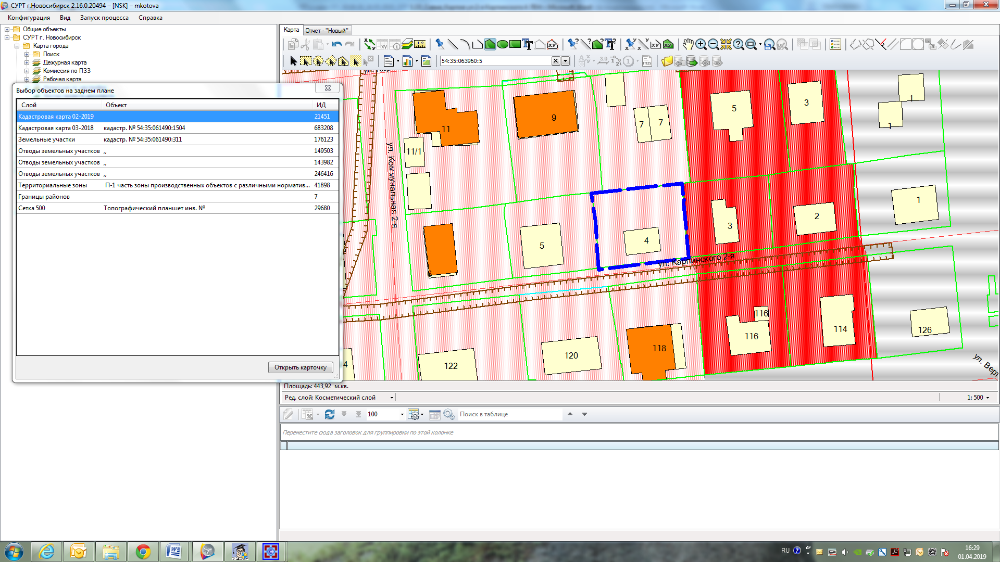 СУРТ г.Новосибирск 2.16.0.20494 – [NSK] – mkotova
Конфигурация Вид Запуск процесса Справка
Общие объекты
СУРТ г. Новосибирск
Карта города
Поиск
Дежурная карта
Комиссия по ПЗЗ
Рабочая карта
Выбор объектов на заднем плане
Слой Объект ИД
Кадастровая карта 02-2019 21451
Кадастровая карта 03-2018 кадастр. № 54:35:061490:1504 683208
Земельные участки кадастр. № 54:35:061490:311 176123
Отводы земельных участков ,, 149503
Отводы земельных участков ,, 143982
Отводы земельных участков ,, 246416
Территориальные зоны П-1 часть зоны производственных объектов с различными норматив... 41898
Границы районов 7
Сетка 500 Топографический планшет инв. № 29680
Открыть карточку
Карта Отчет - "Новый"
54:35:063960:5
11
9
7 7
5
3
1
1
11/1
ул. Коммунальная 2-я
6
5
4
3
2
1
ул. Карпинского 2-я
4
122
120
118
116
116
114
126
ул. Верт
Площадь: 443,92 м.кв.
Ред. слой: Косметический слой
1: 500
100
Поиск в таблице
Переместите сюда заголовок для группировки по этой колонке
RU
16:29
01.04.2019